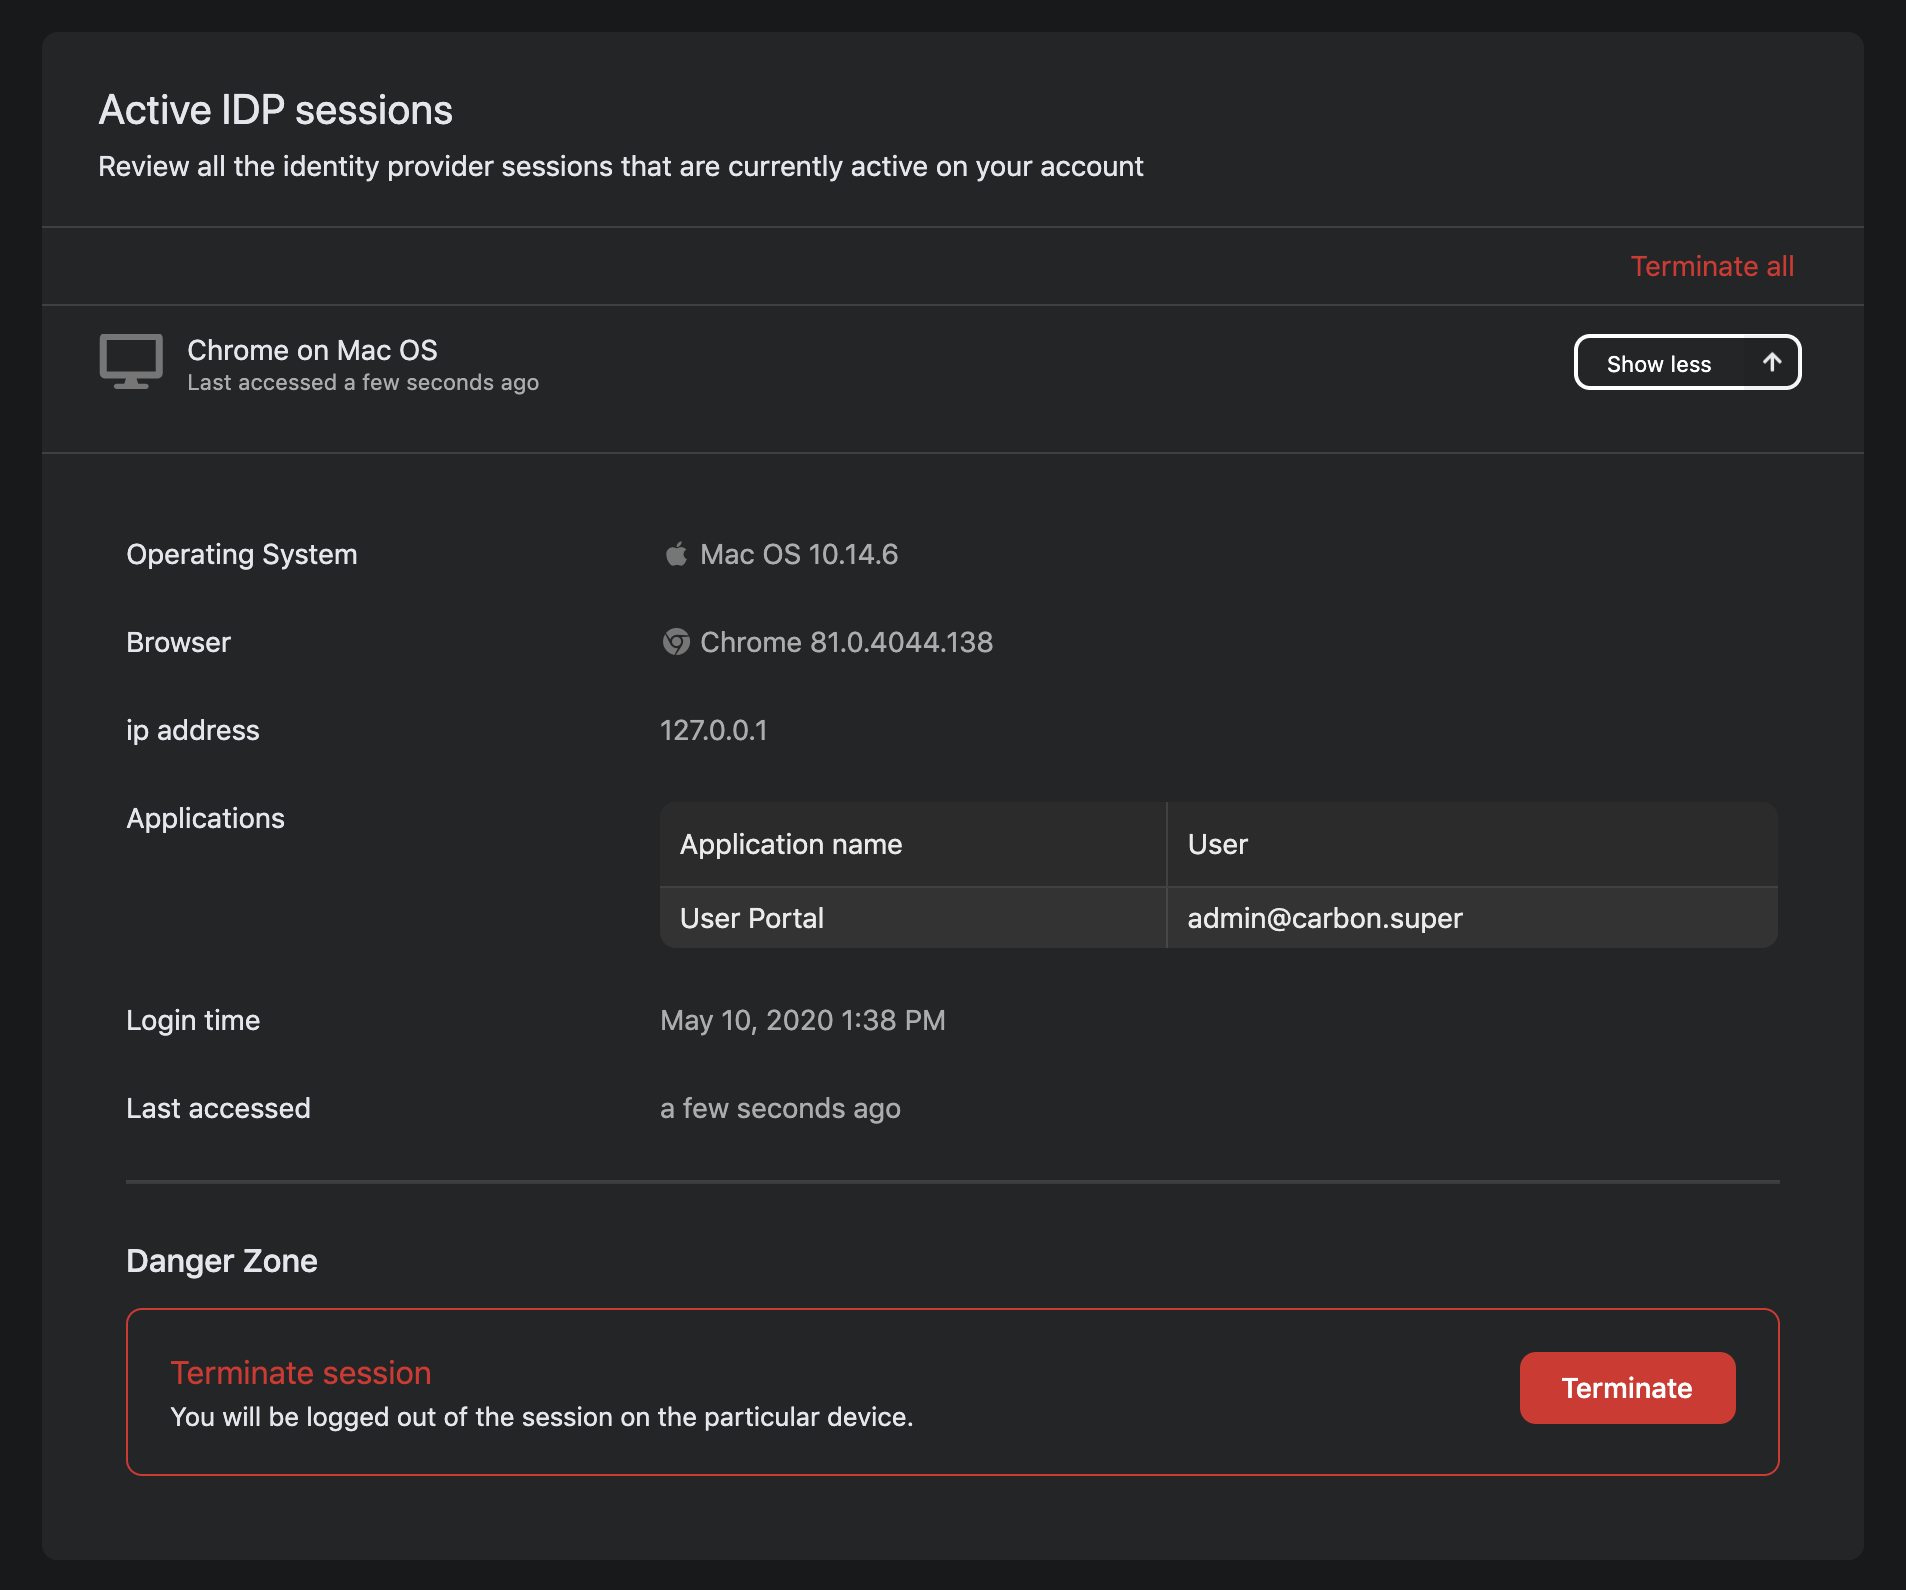 Active IDP sessions
Review all the identity provider sessions that are currently active on your account
Terminate all
Chrome on Mac OS
Last accessed a few seconds ago
Show less
Operating System Mac OS 10.14.6
Browser Chrome 81.0.4044.138
ip address 127.0.0.1
Applications
Application name User
User Portal admin@carbon.super
Login time May 10, 2020 1:38 PM
Last accessed a few seconds ago
Danger Zone
Terminate session
You will be logged out of the session on the particular device.
Terminate